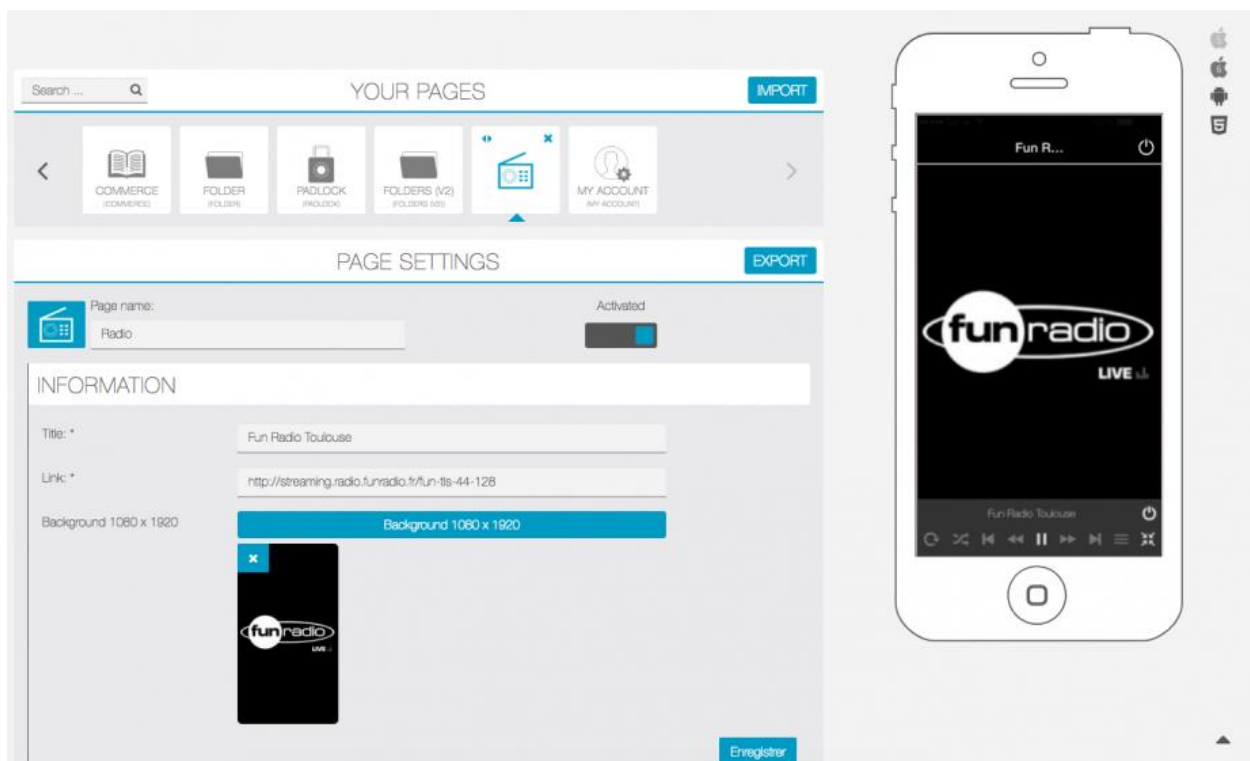 Search ...
YOUR PAGES
IMPORT
COMMERCE
(COMMERCE)
FOLDER
(FOLDER)
PADLOCK
(PADLOCK)
FOLDERS (V2)
(FOLDERS (V2))
MY ACCOUNT
(MY ACCOUNT)
PAGE SETTINGS
EXPORT
Page name:
Radio
Activated
INFORMATION
Title: *
Fun Radio Toulouse
Link: *
http://streaming.radio.funradio.fr/fun-tls-44-128
Background 1080 x 1920
Background 1080 x 1920
fun radio
LIVE
Enregistrer
Fun R...
fun radio
LIVE
Fun Radio Toulouse